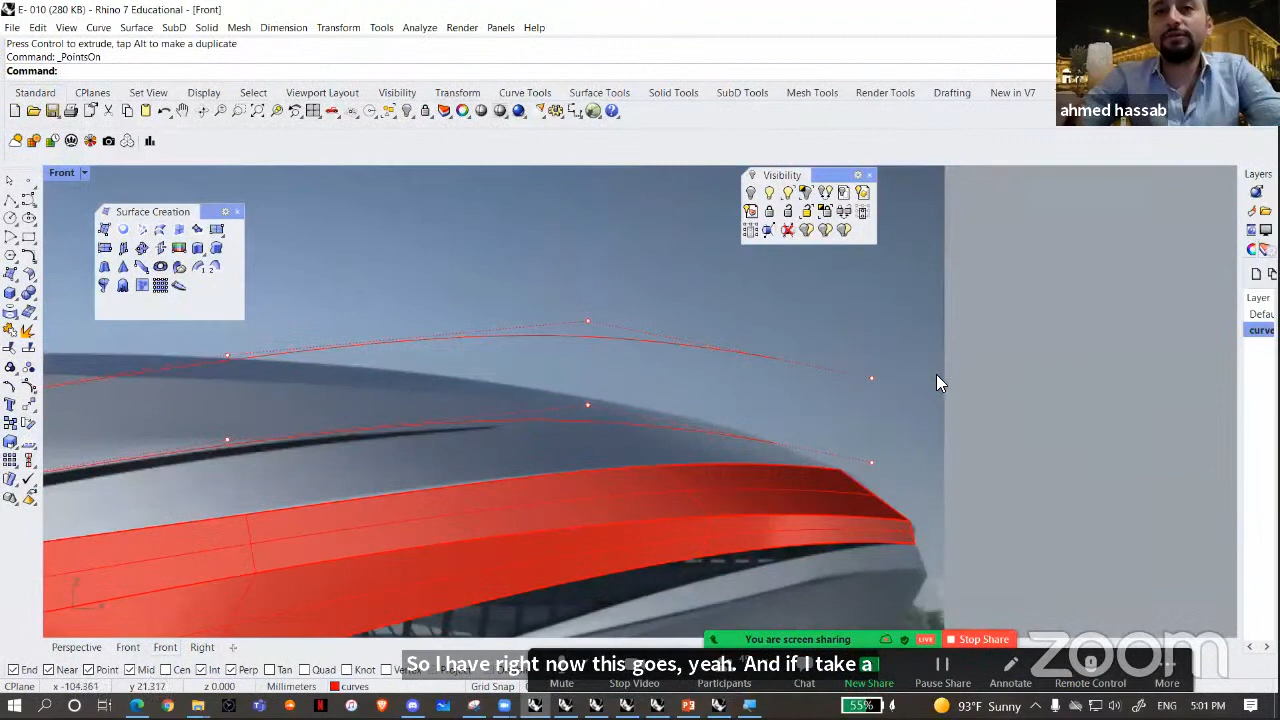 E- 010 (280 KB) - Rhino 7 Educational - [Front]
File Edit View Curve Surface SubD Solid Mesh Dimension Transform Tools Analyze Render Panels Help
Press Control to extrude, tap Alt to make a duplicate
Command: _PointsOn
Command:
ahmed hassab
Standard CPlanes Set View Display Select Viewport Layout Visibility Transform Curve Tools Surface Tools Solid Tools SubD Tools Mesh Tools Render Tools Drafting New in V7
Front
Visibility
Layers
Surface Creation
Layer
Defau
curve
You are screen sharing LIVE Stop Share
zoom
Perspective Front Front Right
So I have right now this goes, yeah. And if I take a
End Near Point Mid Cen Int Perp Tan Quad Knot
Mute Stop Video Participants Chat New Share Pause Share Annotate Remote Control More
CPlane x -104.361 y 21.317 z 0.000 Millimeters curves Grid Snap
55% 93°F Sunny 5:01 PM